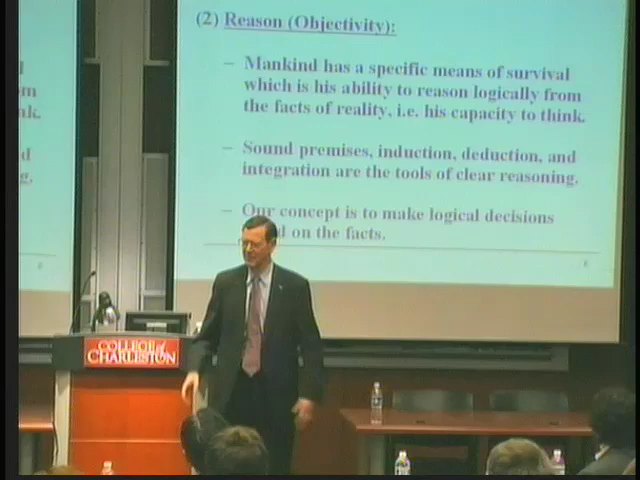 (2) Reason (Objectivity):
– Mankind has a specific means of survival
which is his ability to reason logically from
the facts of reality, i.e. his capacity to think.
– Sound premises, induction, deduction, and
integration are the tools of clear reasoning.
– Our concept is to make logical decisions
on the facts.
COLLEGE of
CHARLESTON